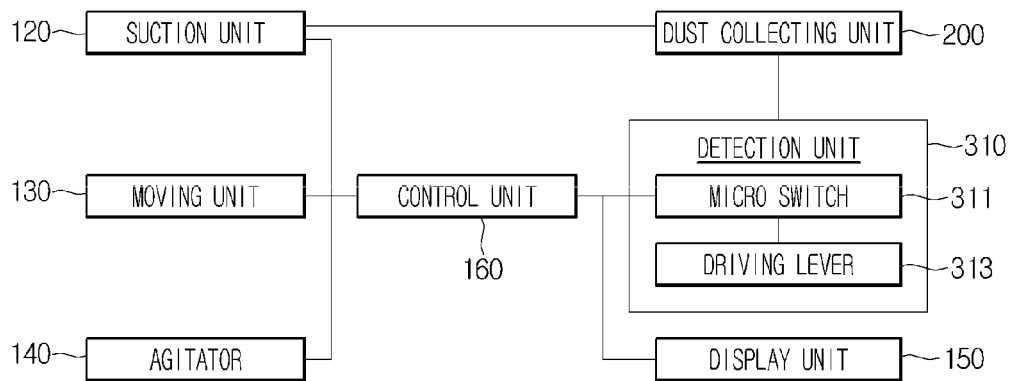 120 SUCTION UNIT DUST COLLECTING UNIT 200
DETECTION UNIT 310
130 MOVING UNIT CONTROL UNIT MICRO SWITCH 311
160 DRIVING LEVER 313
140 AGITATOR DISPLAY UNIT 150